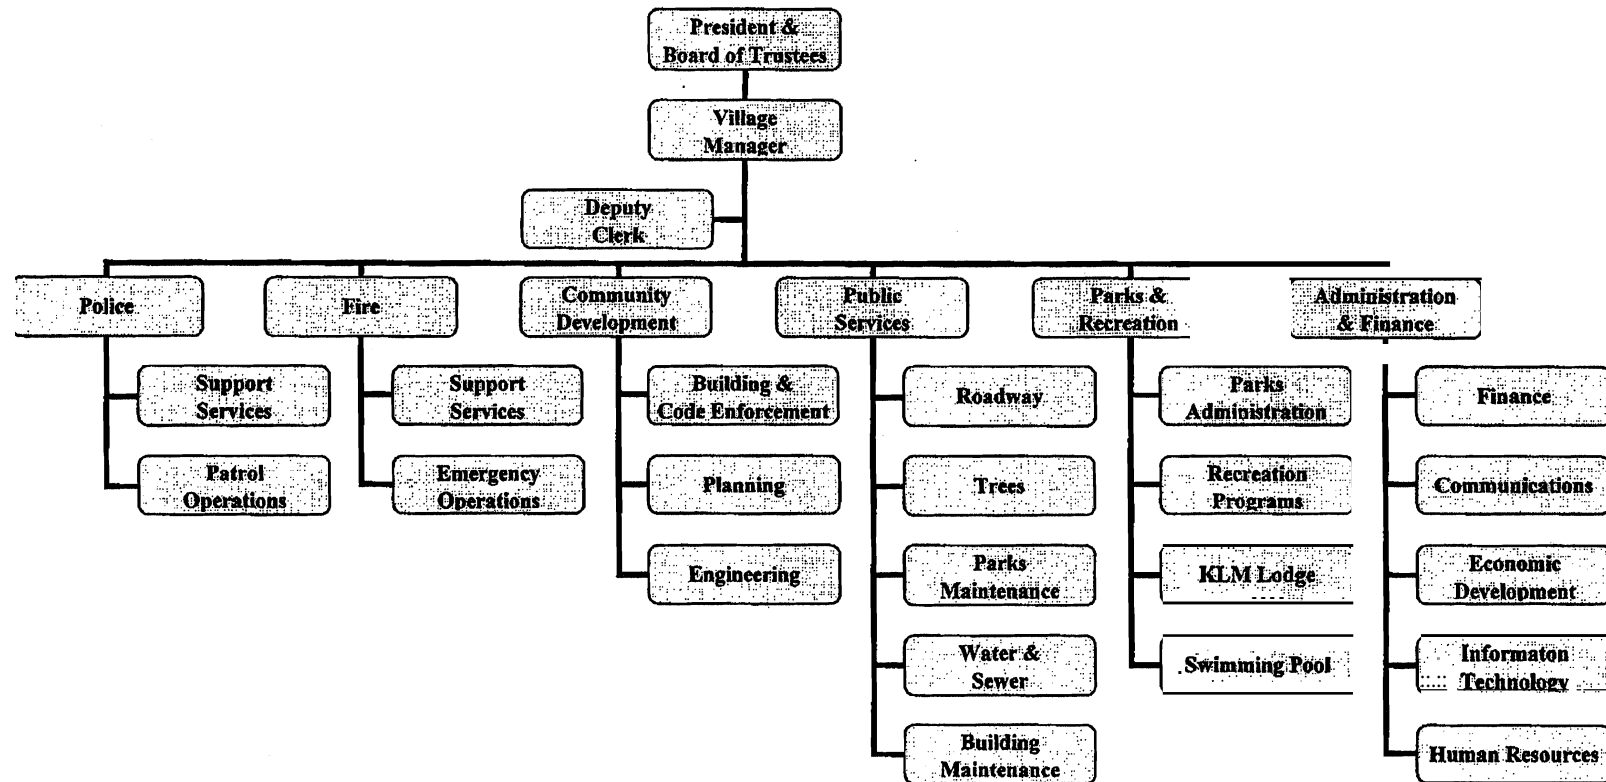 President &
Board of Trustees
Village
Manager
Deputy
Clerk
Police
Fire
Community
Development
Public
Services
Parks &
Recreation
Administration
& Finance
Support
Services
Patrol
Operations
Support
Services
Emergency
Operations
Building &
Code Enforcement
Planning
Engineering
Roadway
Trees
Parks
Maintenance
Water &
Sewer
Building
Maintenance
Parks
Administration
Recreation
Programs
KLM Lodge
Swimming Pool
Finance
Communications
Economic
Development
Informaton
Technology
Human Resources